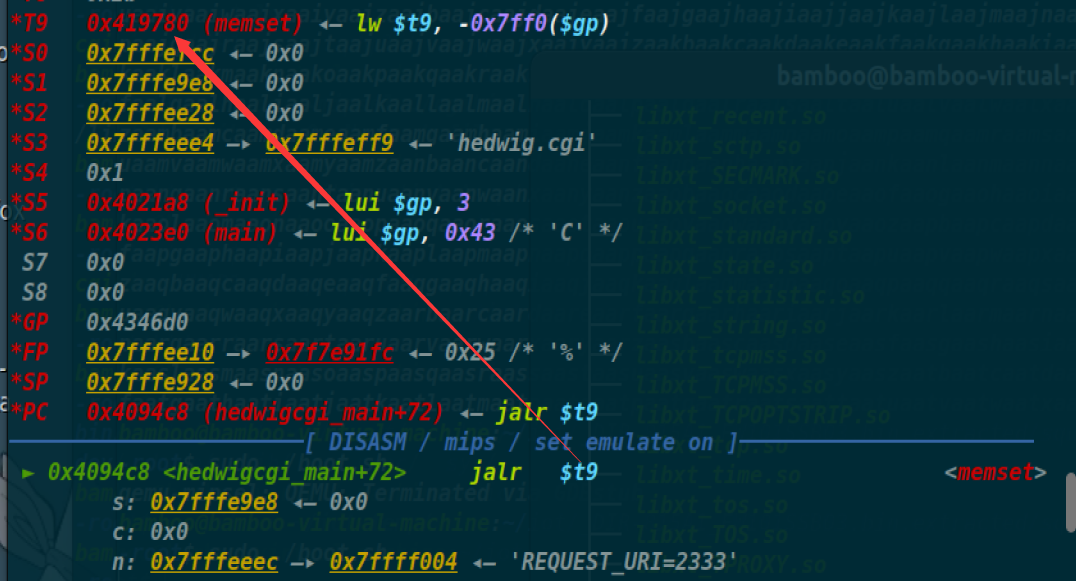 *T9 0x419780 (memset) ◂— lw $t9, -0x7ff0($gp)
*S0 ◂— 0x0
*S1 0x7fffe9e8 ◂— 0x0
bamboo@bamboo-virtual-
*S2 0x7fffee28 ◂— 0x0
libxt_recent.so
*S3 0x7fffeee4 —▸ 0x7fffeff9 ◂— 'hedwig.cgi'
libxt_sctp.so
*S4 0x1
libxt_SECMARK.so
*S5 0x4021a8 (_init) ◂— lui $gp, 3
libxt_socket.so
*S6 0x4023e0 (main) ◂— lui $gp, 0x43 /* 'C' */
libxt_standard.so
S7 0x0
libxt_state.so
S8 0x0
libxt_statistic.so
*GP 0x4346d0
libxt_string.so
*FP 0x7fffee10 —▸ 0x7f7e91fc ◂— 0x25 /* '%' */
libxt_tcpmss.so
*SP 0x7fffe928 ◂— 0x0
libxt_TCPMSS.so
*PC 0x4094c8 (hedwigcgi_main+72) ◂— jalr $t9
libxt_TCPOPTSTRIP.so
[ DISASM / mips / set emulate on ]
► 0x4094c8 <hedwigcgi_main+72> jalr $t9 <memset>
libxt_time.so
s: 0x7fffe9e8 ◂— 0x0
libxt_tos.so
c: 0x0
libxt_TOS.so
n: 0x7fffeeec —▸ 0x7ffff004 ◂— 'REQUEST_URI=2333'